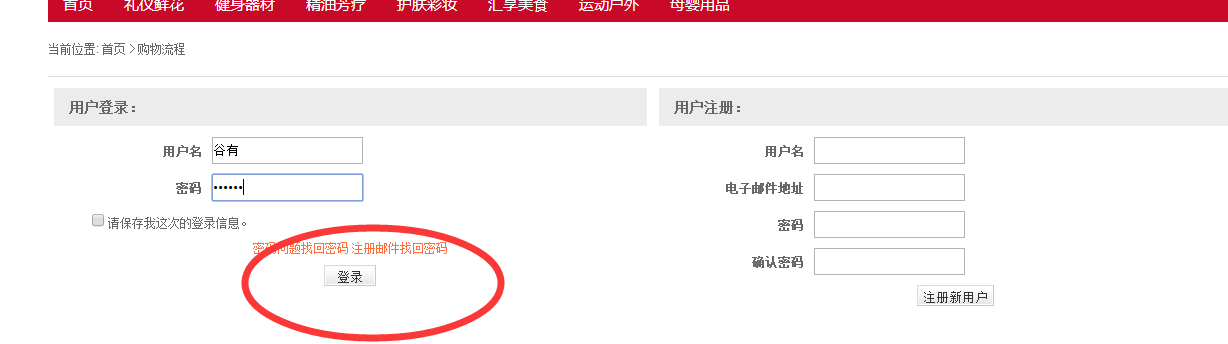 首页 礼仪鲜花 健身器材 精油芳疗 护肤彩妆 汇享美食 运动户外 母婴用品
当前位置: 首页 > 购物流程
用户登录：
用户名 谷有
密码 ••••••
请保存我这次的登录信息。
密码问题找回密码 注册邮件找回密码
登录
用户注册：
用户名
电子邮件地址
密码
确认密码
注册新用户